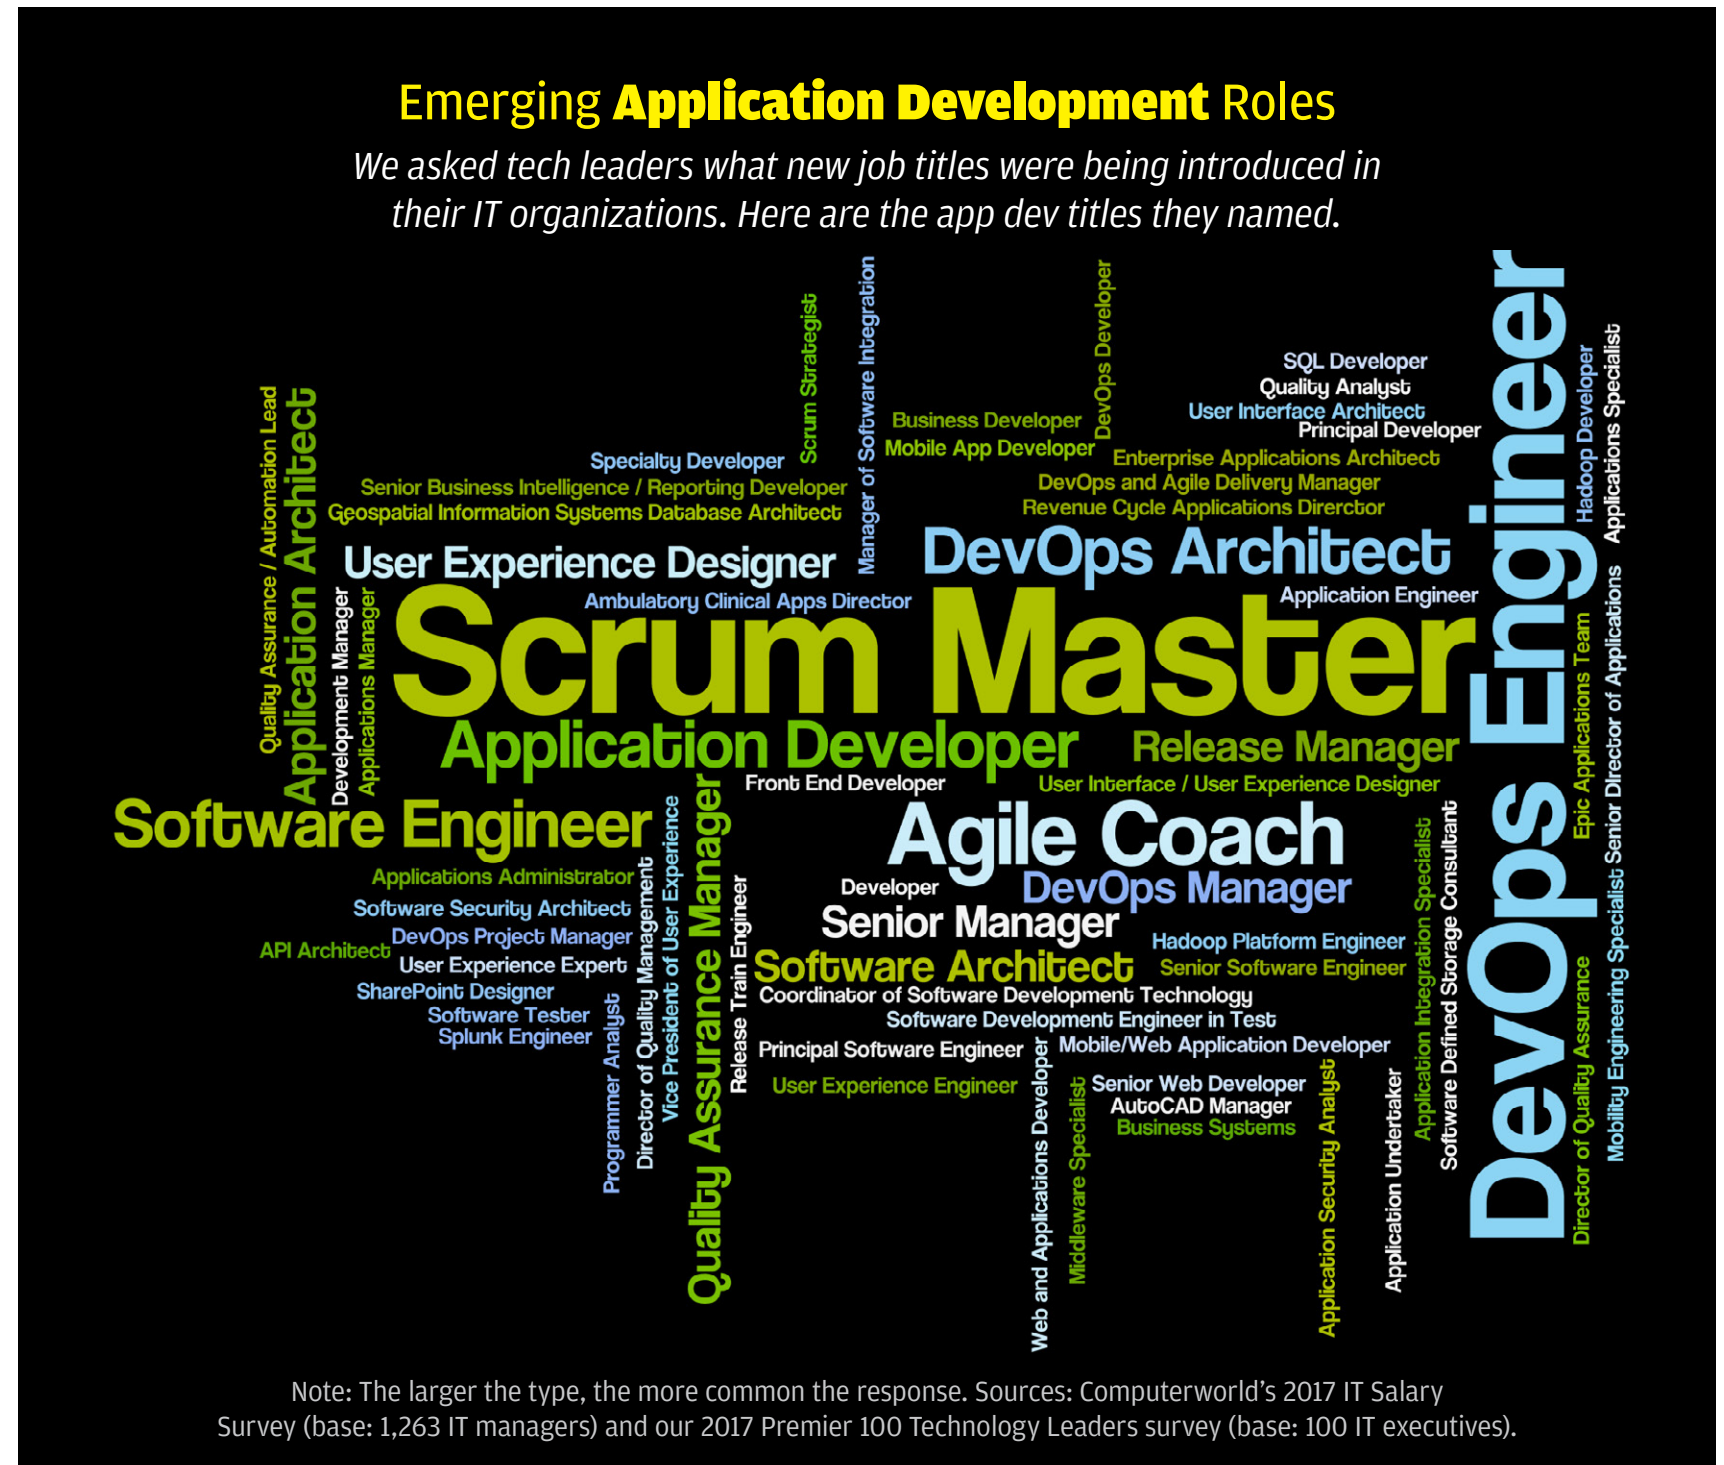 Emerging Application Development Roles
We asked tech leaders what new job titles were being introduced in
their IT organizations. Here are the app dev titles they named.
Scrum Strategist
Manager of Software Integration
DevOps Developer
SQL Developer
Quality Analyst
User Interface Architect
Principal Developer
Business Developer
Mobile App Developer
Enterprise Applications Architect
DevOps and Agile Delivery Manager
Revenue Cycle Applications Direrctor
Specialty Developer
Senior Business Intelligence / Reporting Developer
Geospatial Information Systems Database Architect
Quality Assurance / Automation Lead
Application Architect
Development Manager
Applications Manager
User Experience Designer
DevOps Architect
Ambulatory Clinical Apps Director
Application Engineer
Scrum Master
DevOps Engineer
Hadoop Developer
Applications Specialist
Epic Applications Team
Senior Director of Applications
Application Developer
Release Manager
Front End Developer
User Interface / User Experience Designer
Software Engineer
Agile Coach
Developer
DevOps Manager
Senior Manager
Software Architect
Hadoop Platform Engineer
Senior Software Engineer
Coordinator of Software Development Technology
Software Development Engineer in Test
Principal Software Engineer
Mobile/Web Application Developer
User Experience Engineer
Senior Web Developer
AutoCAD Manager
Business Systems
Applications Administrator
Software Security Architect
DevOps Project Manager
API Architect
User Experience Expert
SharePoint Designer
Software Tester
Splunk Engineer
Programmer Analyst
Director of Quality Management
Vice President of User Experience
Quality Assurance Manager
Release Train Engineer
Web and Applications Developer
Middleware Specialist
Application Security Analyst
Application Undertaker
Application Integration Specialist
Software Defined Storage Consultant
Director of Quality Assurance
Mobility Engineering Specialist
Note: The larger the type, the more common the response. Sources: Computerworld’s 2017 IT Salary
Survey (base: 1,263 IT managers) and our 2017 Premier 100 Technology Leaders survey (base: 100 IT executives).